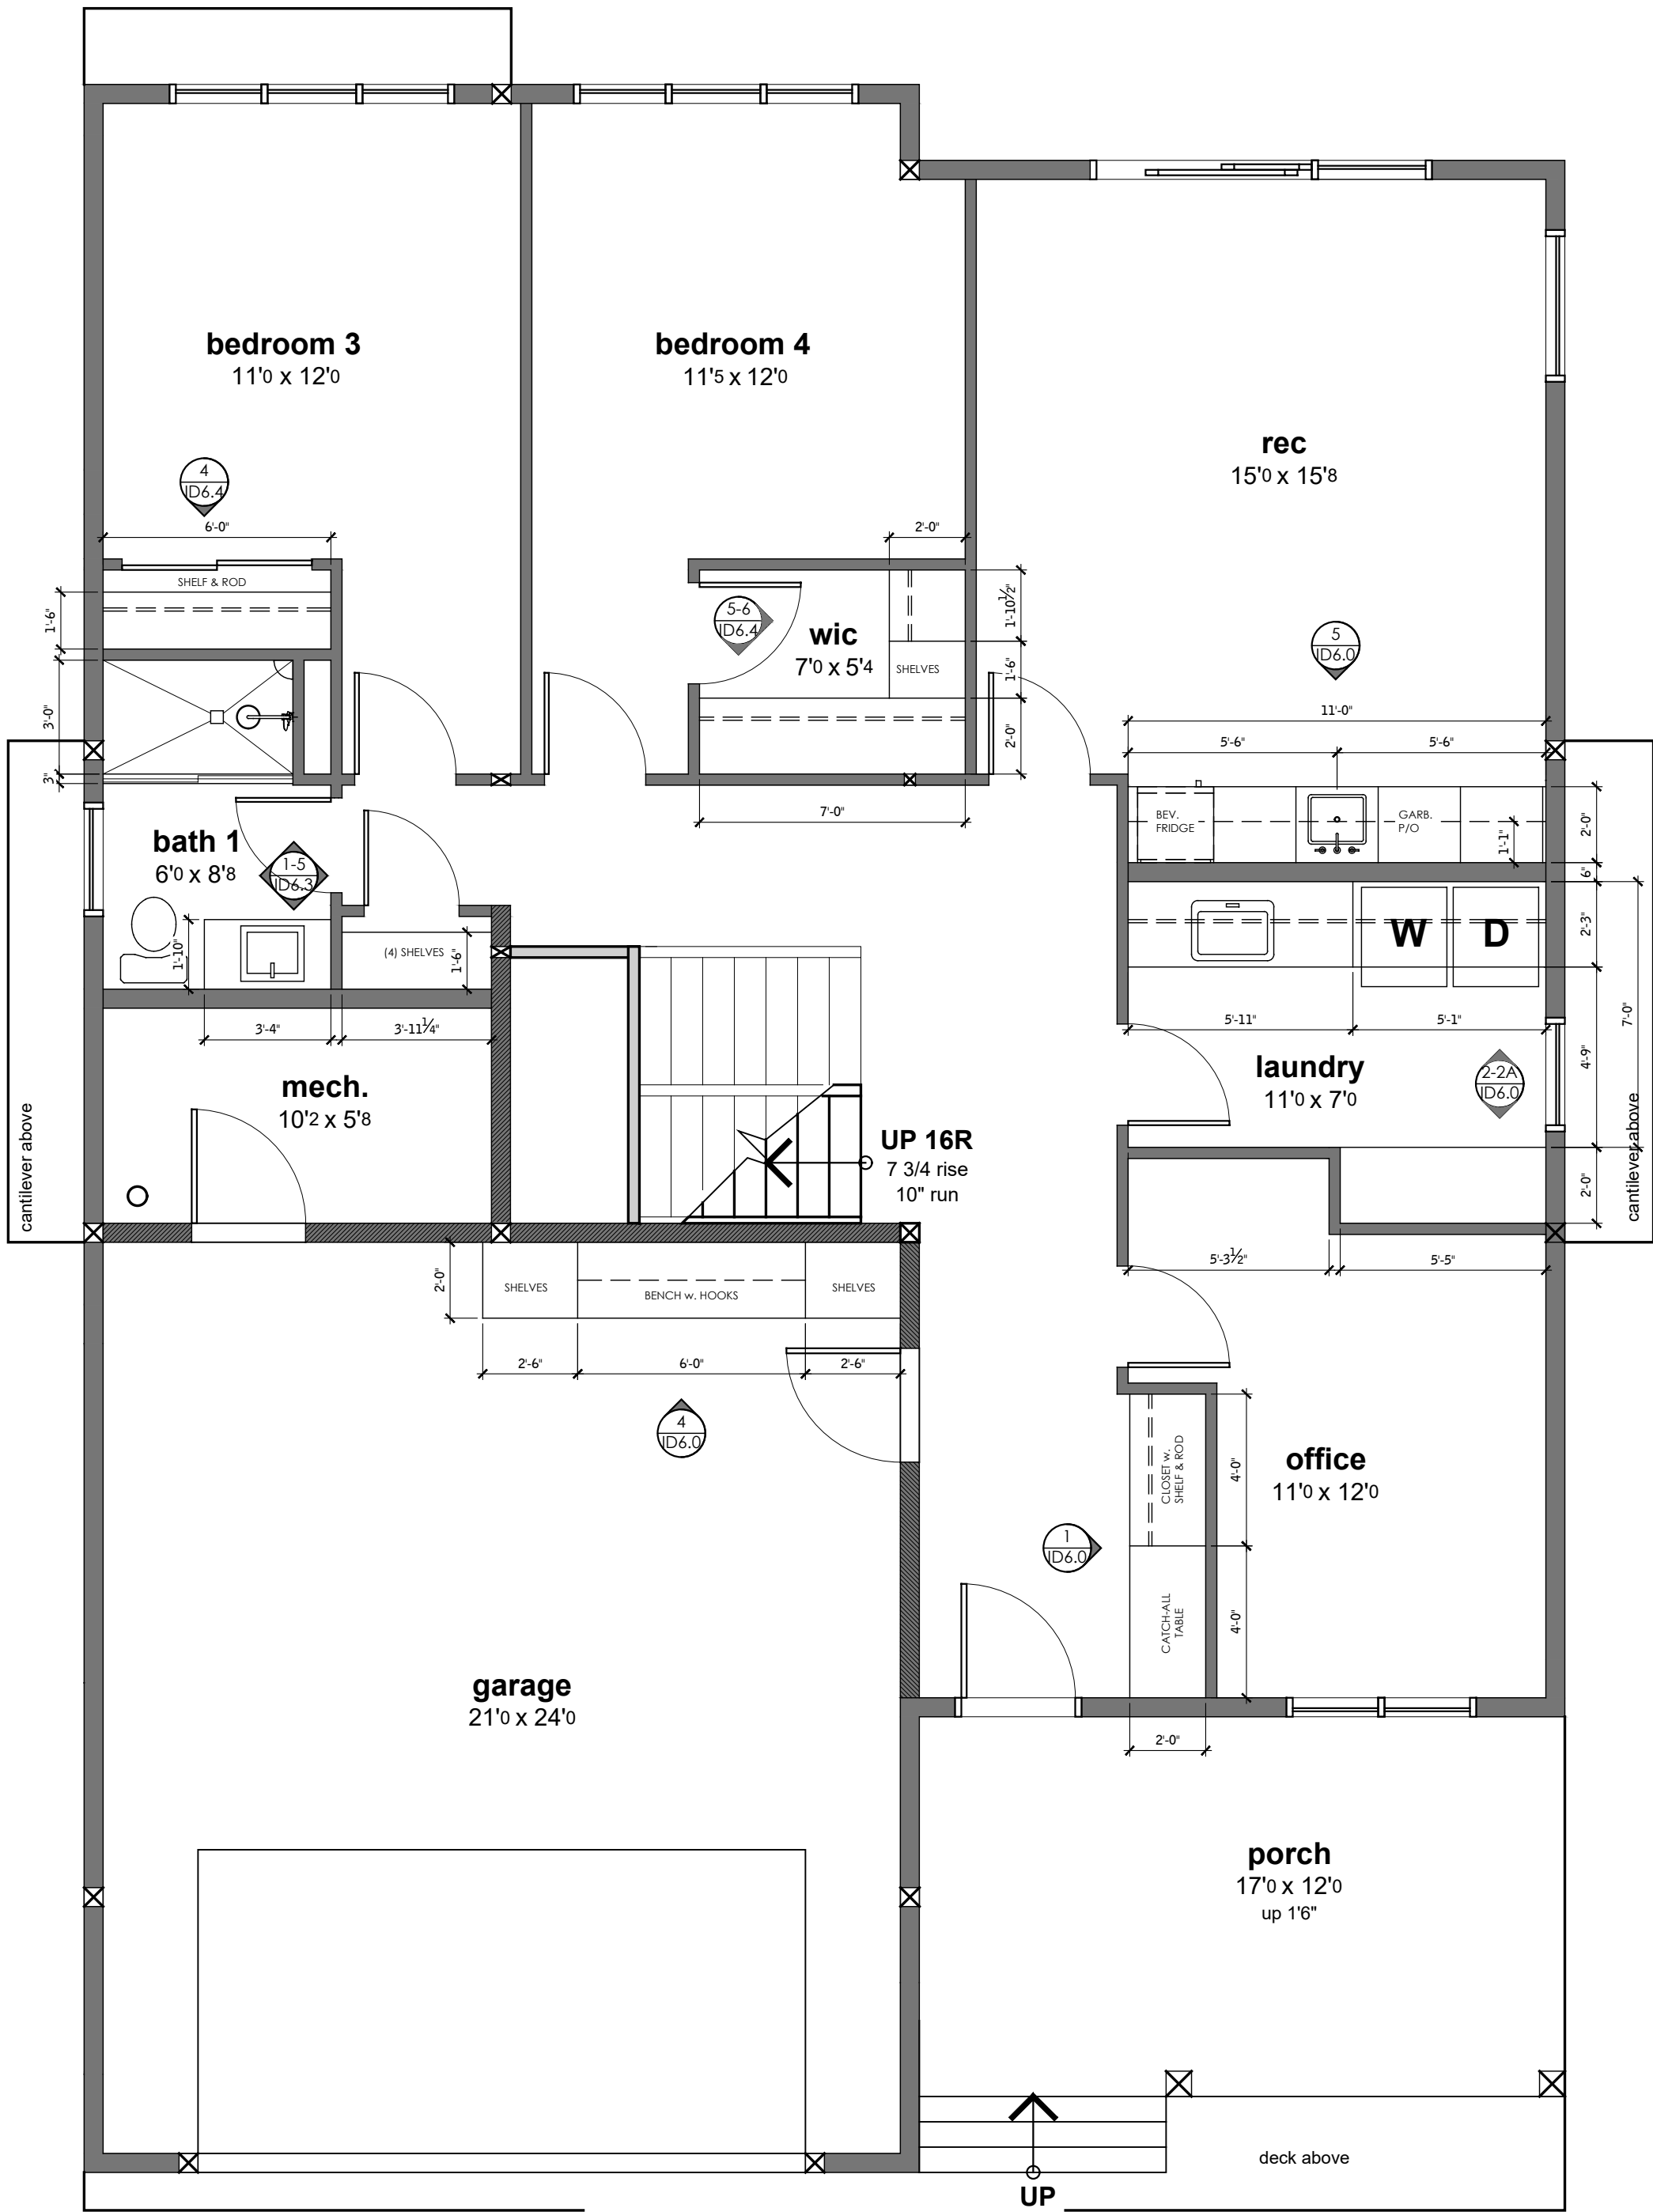 bedroom 3
11'0 x 12'0
bedroom 4
11'5 x 12'0
rec
15'0 x 15'8
4
ID6.4
6'-0"
2'-0"
SHELF & ROD
1'-6"
5-6
ID6.4
wic
7'0 x 5'4
1'-10½"
SHELVES
1'-6"
2'-0"
5
ID6.0
3'-0"
3"
11'-0"
5'-6"
5'-6"
7'-0"
BEV.
FRIDGE
GARB.
P/O
1'-1"
2'-0"
6"
bath 1
6'0 x 8'8
1-5
ID6.3
1'-10"
(4) SHELVES
1'-6"
W
D
2'-3"
3'-4"
3'-11¼"
5'-11"
5'-1"
7'-0"
4'-9"
laundry
11'0 x 7'0
2-2A
ID6.0
mech.
10'2 x 5'8
cantilever above
UP 16R
7 3/4 rise
10" run
cantilever above
2'-0"
5'-3½"
5'-5"
2'-0"
SHELVES
BENCH w. HOOKS
SHELVES
2'-6"
6'-0"
2'-6"
4
ID6.0
CLOSET w.
SHELF & ROD
4'-0"
office
11'0 x 12'0
1
ID6.0
CATCH-ALL
TABLE
4'-0"
garage
21'0 x 24'0
2'-0"
porch
17'0 x 12'0
up 1'6"
deck above
UP